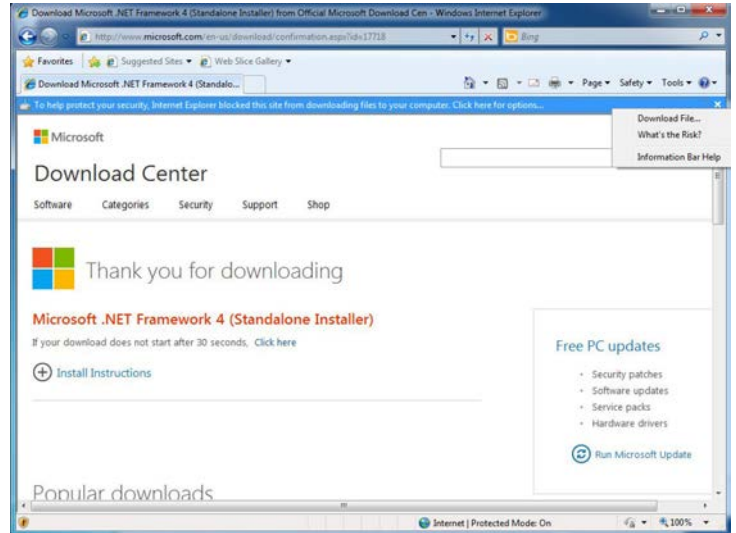 Download Microsoft .NET Framework 4 (Standalone Installer) from Official Microsoft Download Cen - Windows Internet Explorer
http://www.microsoft.com/en-us/download/confirmation.aspx?id=17718
Bing
Favorites Suggested Sites Web Slice Gallery
Download Microsoft .NET Framework 4 (Standalo...
Page Safety Tools
To help protect your security, Internet Explorer blocked this site from downloading files to your computer. Click here for options...
Download File...
What's the Risk?
Information Bar Help
Microsoft
Download Center
Software Categories Security Support Shop
Thank you for downloading
Microsoft .NET Framework 4 (Standalone Installer)
If your download does not start after 30 seconds, Click here
Install Instructions
Free PC updates
Security patches
Software updates
Service packs
Hardware drivers
Run Microsoft Update
Popular downloads
Internet | Protected Mode: On
100%